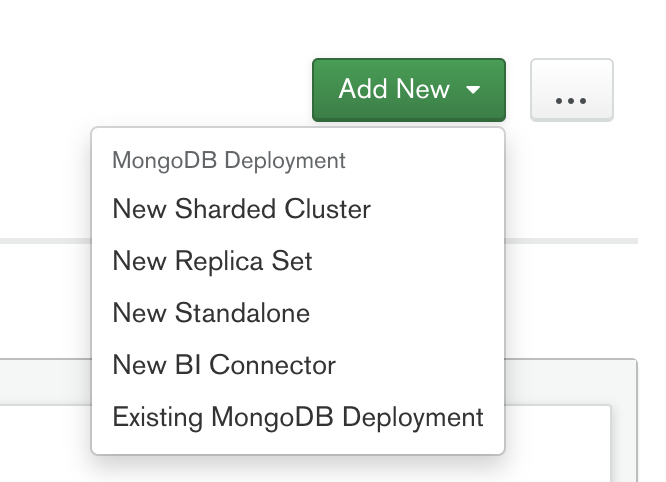 Add New
...
MongoDB Deployment
New Sharded Cluster
New Replica Set
New Standalone
New BI Connector
Existing MongoDB Deployment